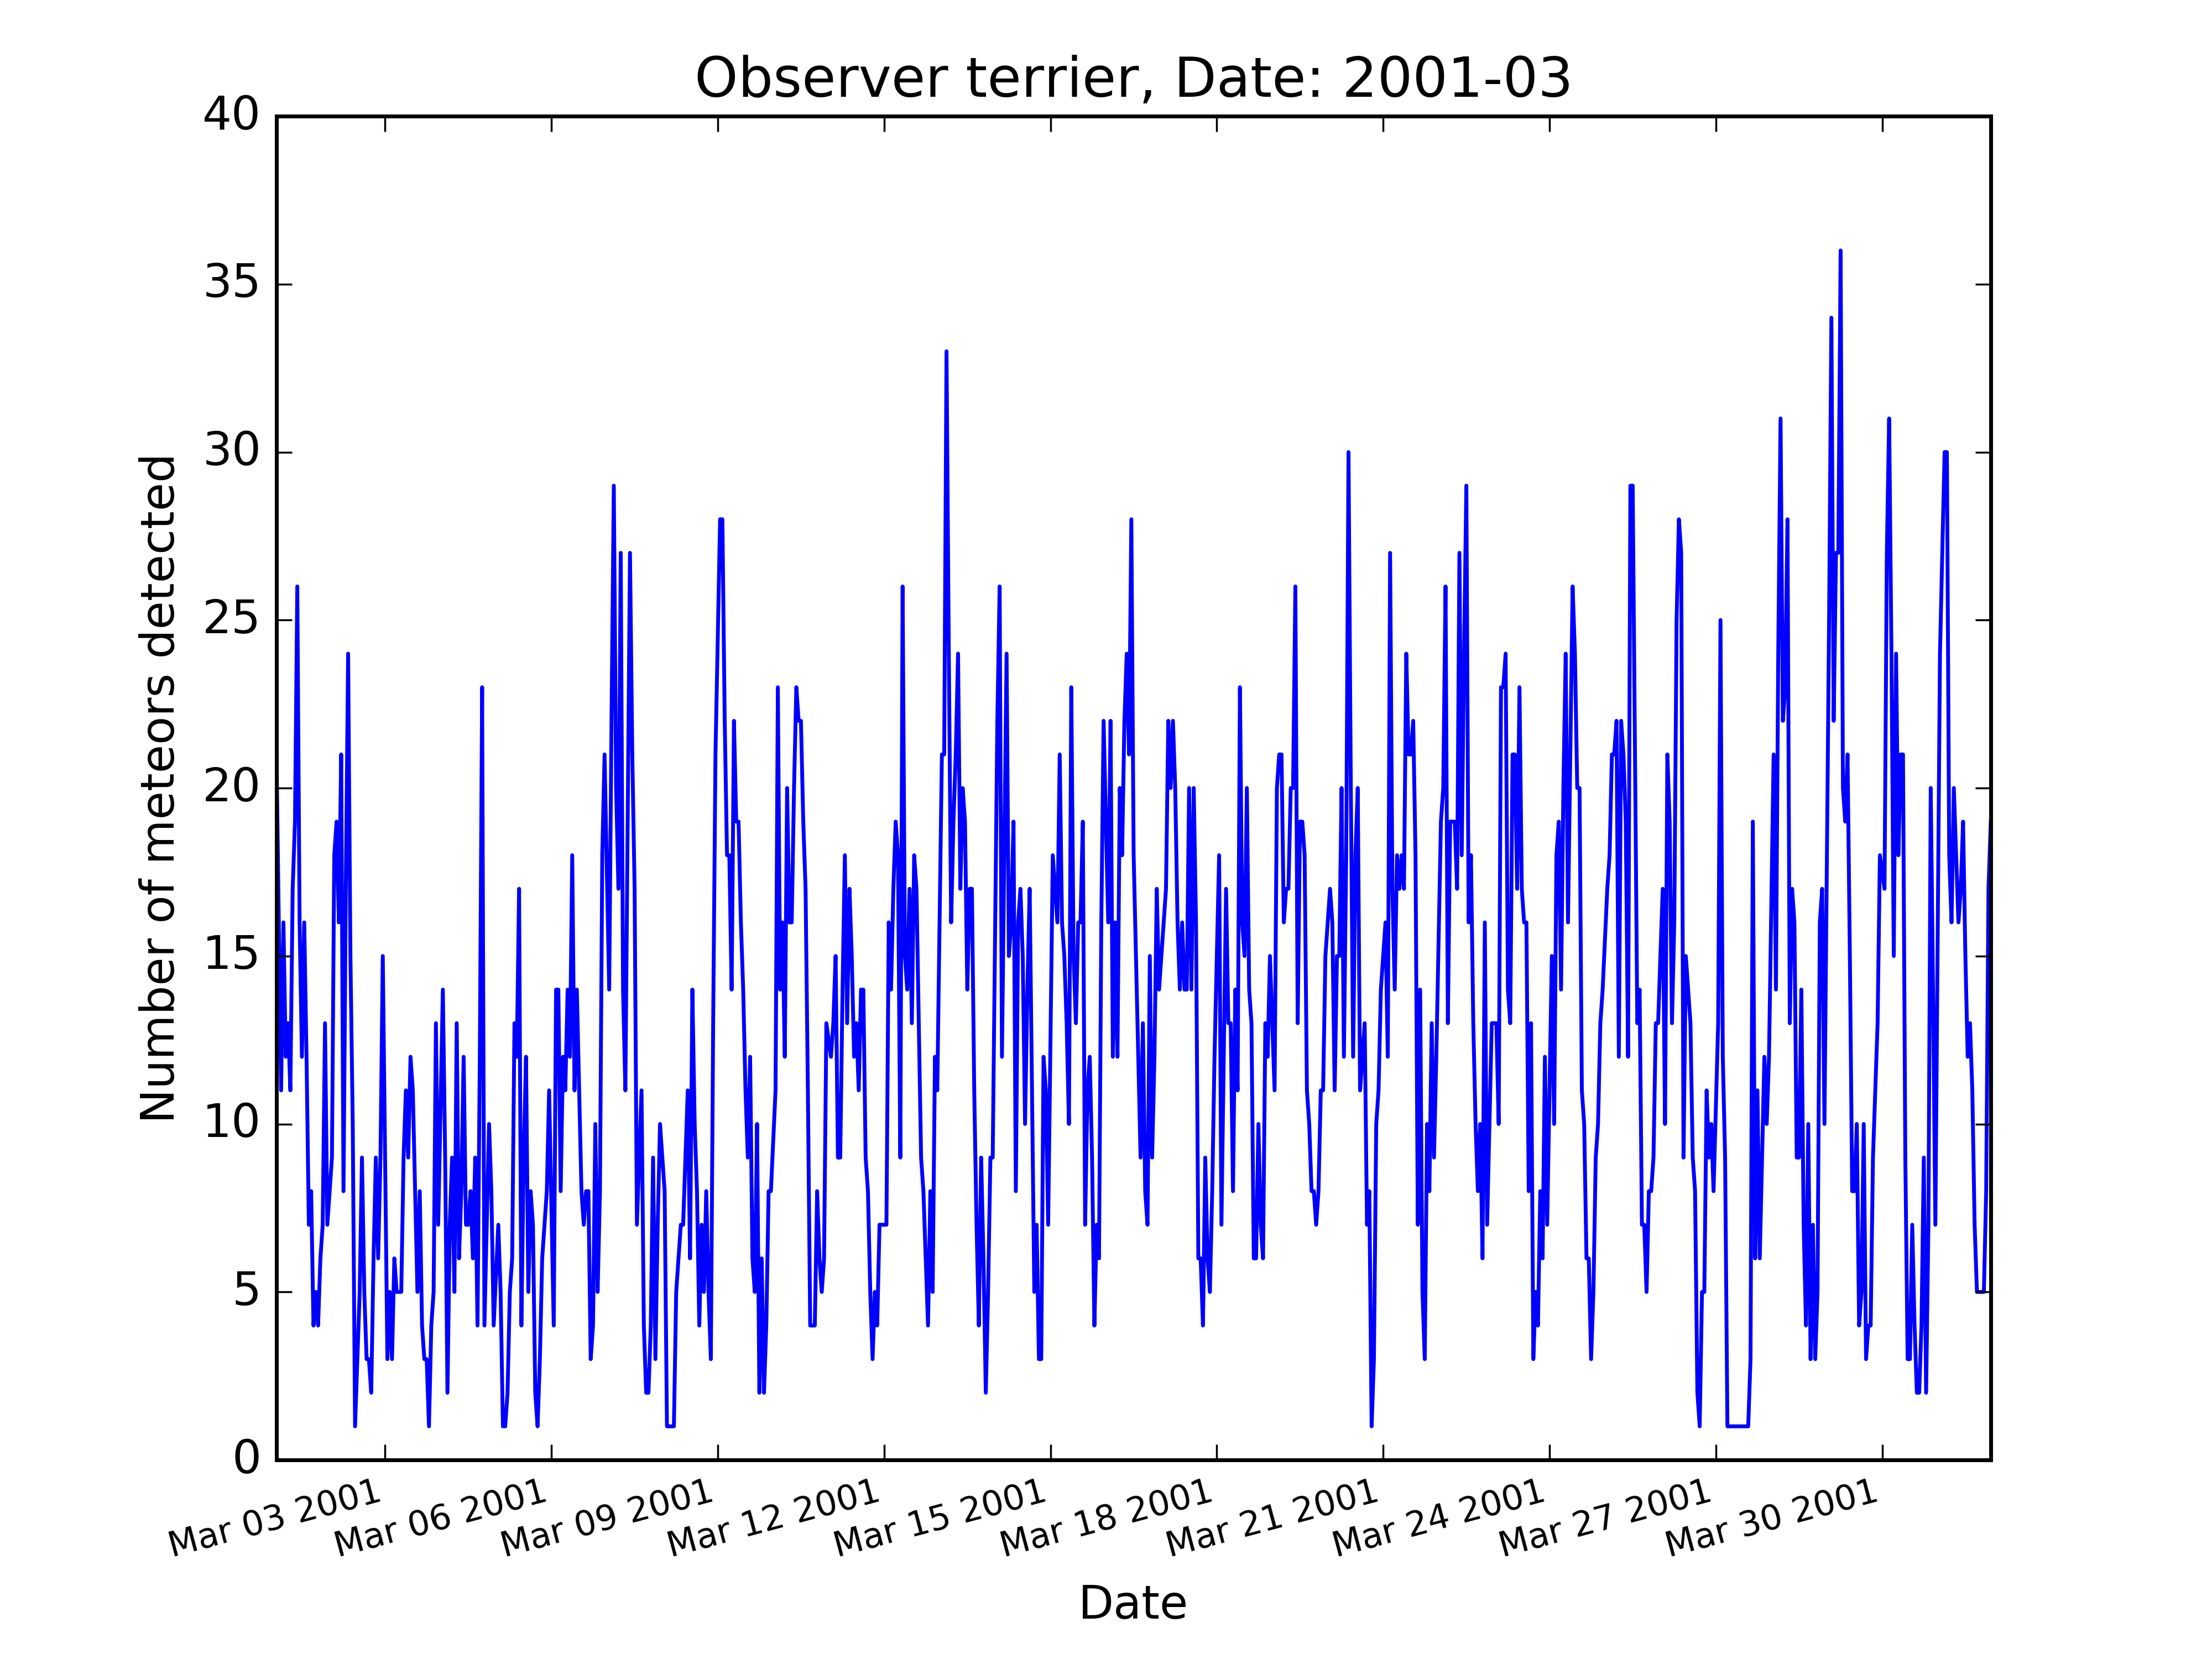 Observer terrier, Date: 2001-03
40
35
30
25
20
15
10
5
0
Number of meteors detected
Mar 03 2001
Mar 06 2001
Mar 09 2001
Mar 12 2001
Mar 15 2001
Mar 18 2001
Mar 21 2001
Mar 24 2001
Mar 27 2001
Mar 30 2001
Date